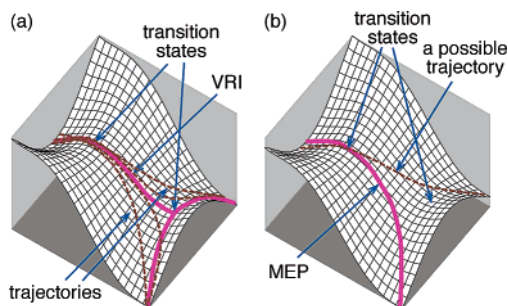 (a)
transition
states
VRI
trajectories
(b)
transition
states
a possible
trajectory
MEP